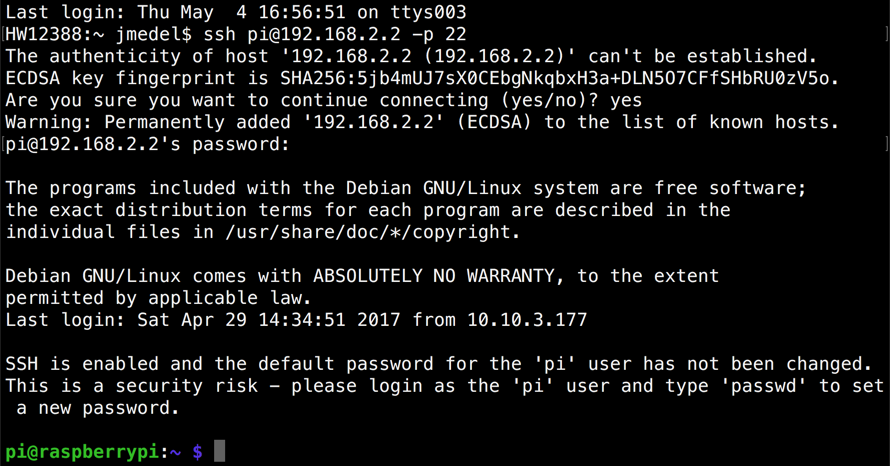 Last login: Thu May  4 16:56:51 on ttys003
[HW12388:~ jmedel$ ssh pi@192.168.2.2 -p 22 ]
The authenticity of host '192.168.2.2 (192.168.2.2)' can't be established.
ECDSA key fingerprint is SHA256:5jb4mUJ7sX0CEbgNkqbxH3a+DLN5O7CFfSHbRU0zV5o.
Are you sure you want to continue connecting (yes/no)? yes
Warning: Permanently added '192.168.2.2' (ECDSA) to the list of known hosts.
[pi@192.168.2.2's password: ]

The programs included with the Debian GNU/Linux system are free software;
the exact distribution terms for each program are described in the
individual files in /usr/share/doc/*/copyright.

Debian GNU/Linux comes with ABSOLUTELY NO WARRANTY, to the extent
permitted by applicable law.
Last login: Sat Apr 29 14:34:51 2017 from 10.10.3.177

SSH is enabled and the default password for the 'pi' user has not been changed.
This is a security risk - please login as the 'pi' user and type 'passwd' to set
 a new password.

pi@raspberrypi:~ $